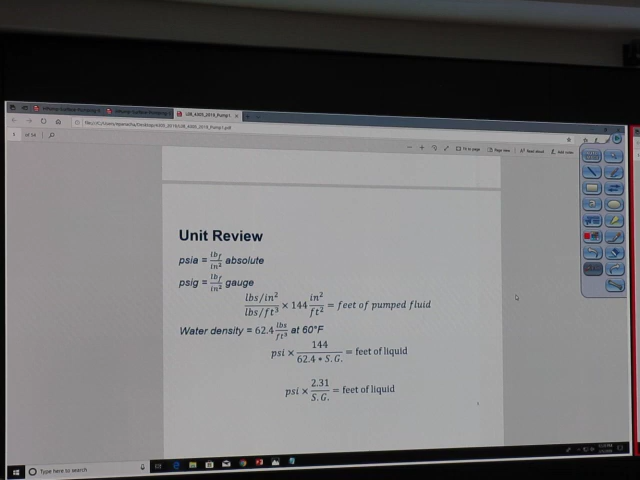 Unit Review
psia = lb_f/in² absolute
psig = lb_f/in² gauge
lbs/in² / lbs/ft³ × 144 in²/ft² = feet of pumped fluid
Water density = 62.4 lbs/ft³ at 60°F
psi × 144 / 62.4 • S.G. = feet of liquid
psi × 2.31 / S.G. = feet of liquid
Type here to search